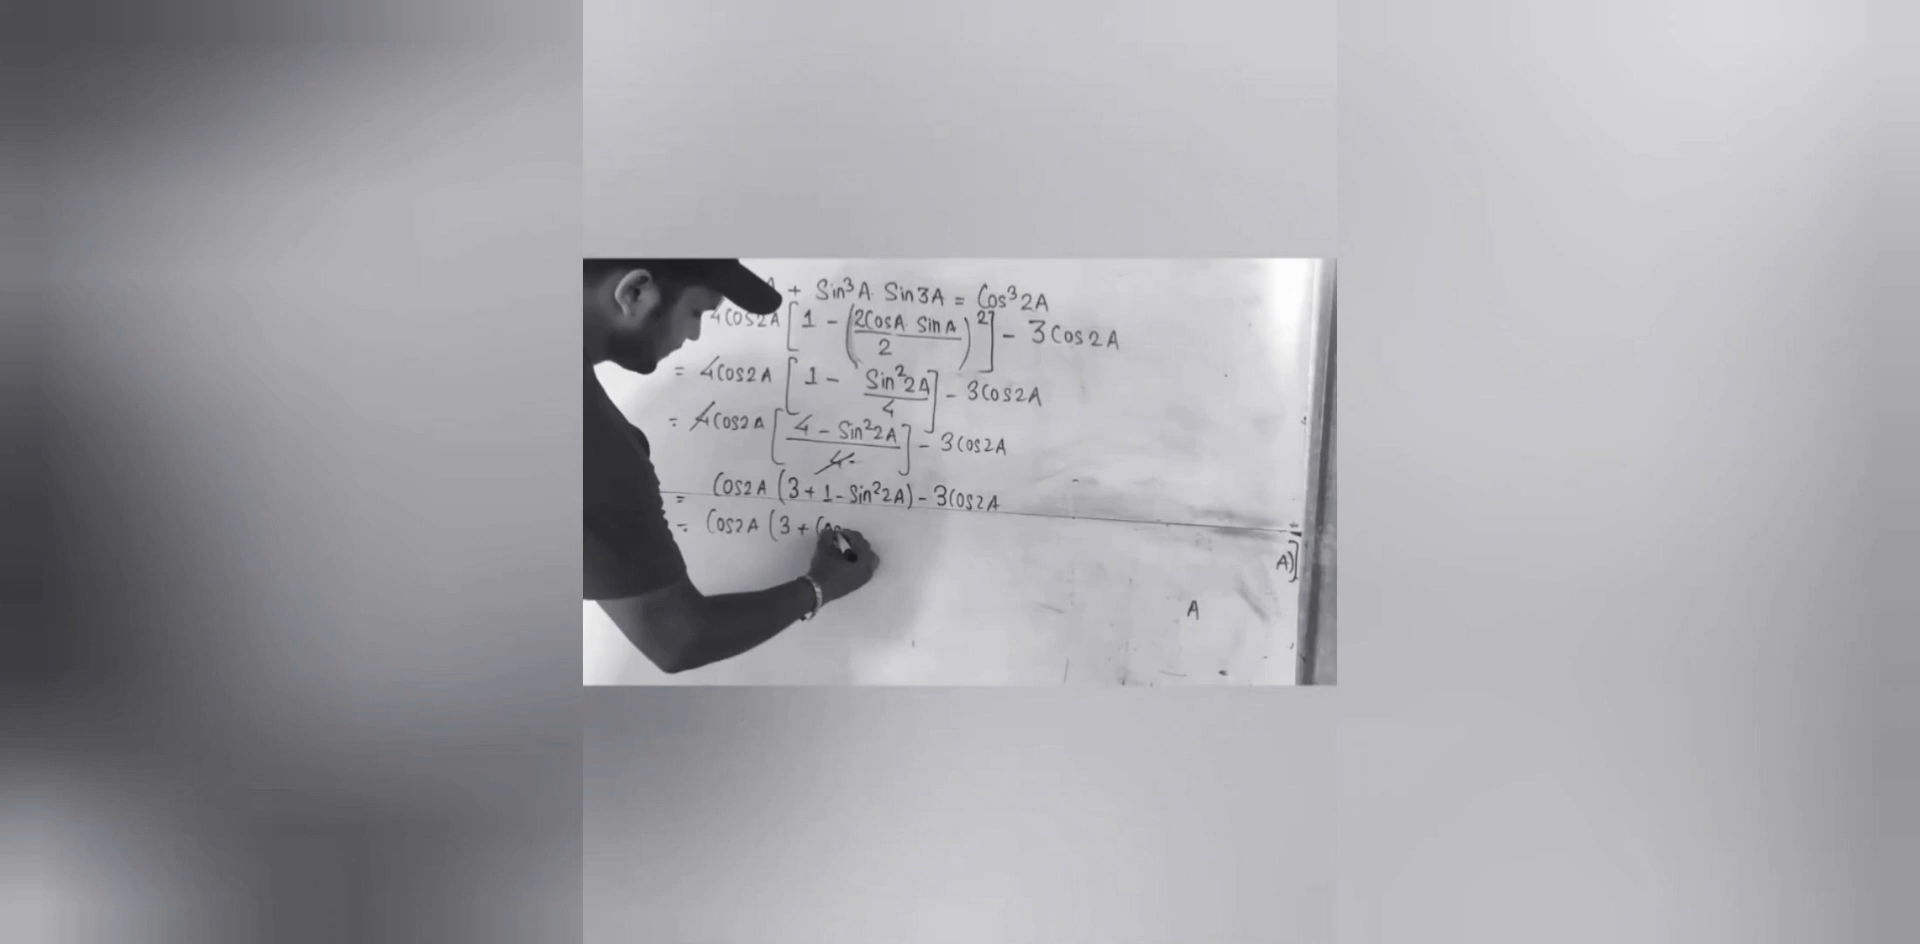 A + Sin³A. Sin3A = Cos³2A
4Cos2A [1 - (2CosA. SinA / 2)²] - 3Cos2A
= 4Cos2A [1 - Sin²2A / 4] - 3Cos2A
= 4Cos2A [4 - Sin²2A / 4] - 3Cos2A
= Cos2A (3 + 1 - Sin²2A) - 3Cos2A
= Cos2A (3 + Cos
A)]
A